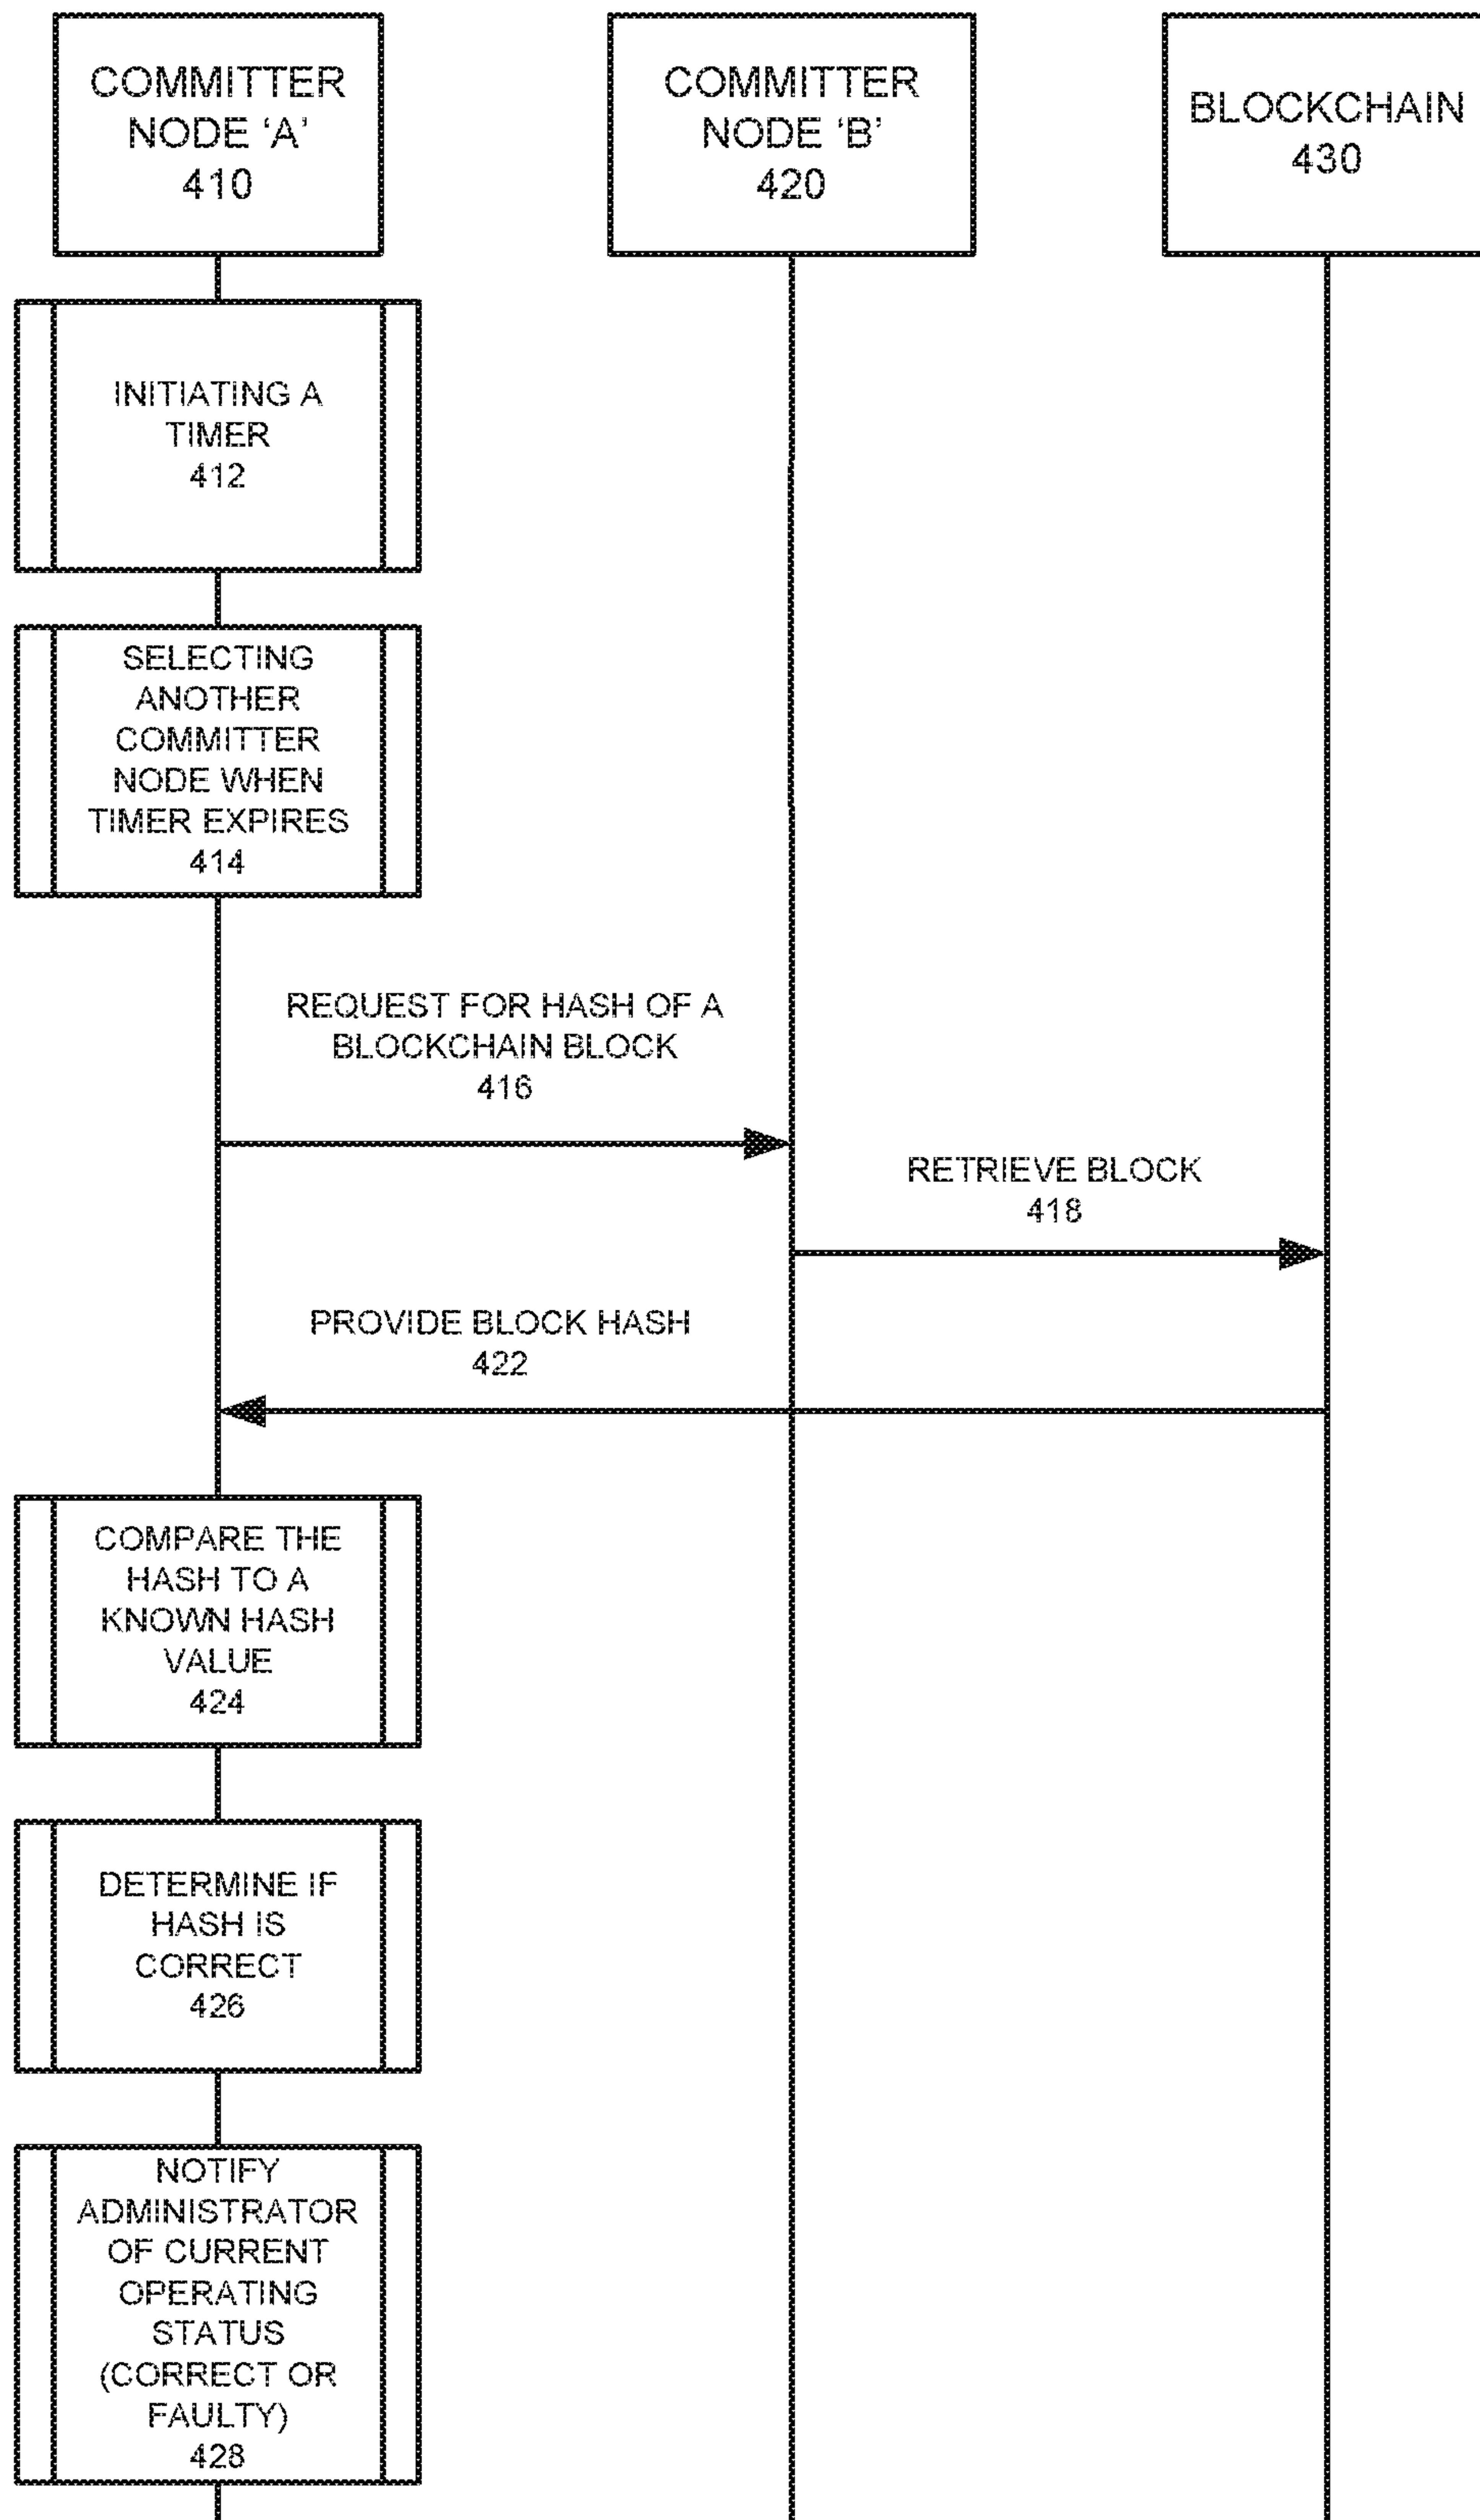 COMMITTER
NODE ‘A’
410
COMMITTER
NODE ‘B’
420
BLOCKCHAIN
430
INITIATING A
TIMER
412
SELECTING
ANOTHER
COMMITTER
NODE WHEN
TIMER EXPIRES
414
REQUEST FOR HASH OF A
BLOCKCHAIN BLOCK
416
RETRIEVE BLOCK
418
PROVIDE BLOCK HASH
422
COMPARE THE
HASH TO A
KNOWN HASH
VALUE
424
DETERMINE IF
HASH IS
CORRECT
426
NOTIFY
ADMINISTRATOR
OF CURRENT
OPERATING
STATUS
(CORRECT OR
FAULTY)
428